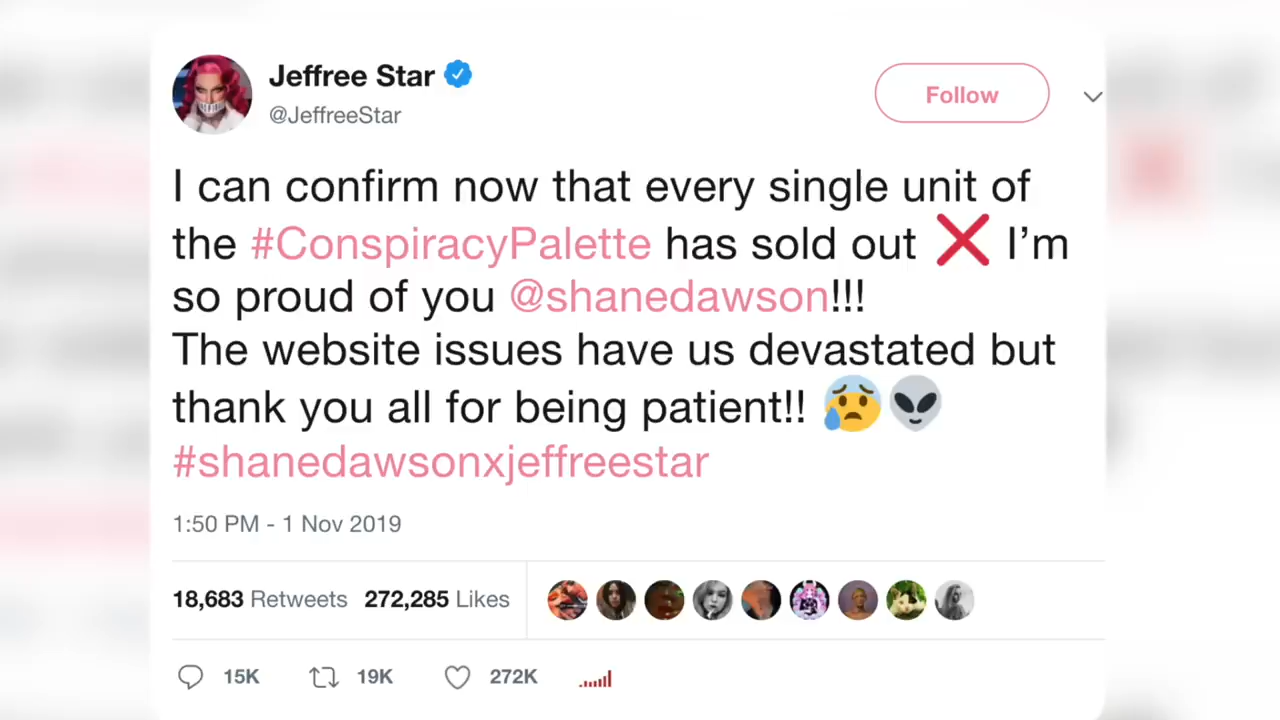 Jeffree Star
@JeffreeStar
Follow
I can confirm now that every single unit of
the #ConspiracyPalette has sold out ❌ I’m
so proud of you @shanedawson!!!
The website issues have us devastated but
thank you all for being patient!! 😰👽
#shanedawsonxjeffreestar
1:50 PM - 1 Nov 2019
18,683 Retweets 272,285 Likes
15K 19K 272K